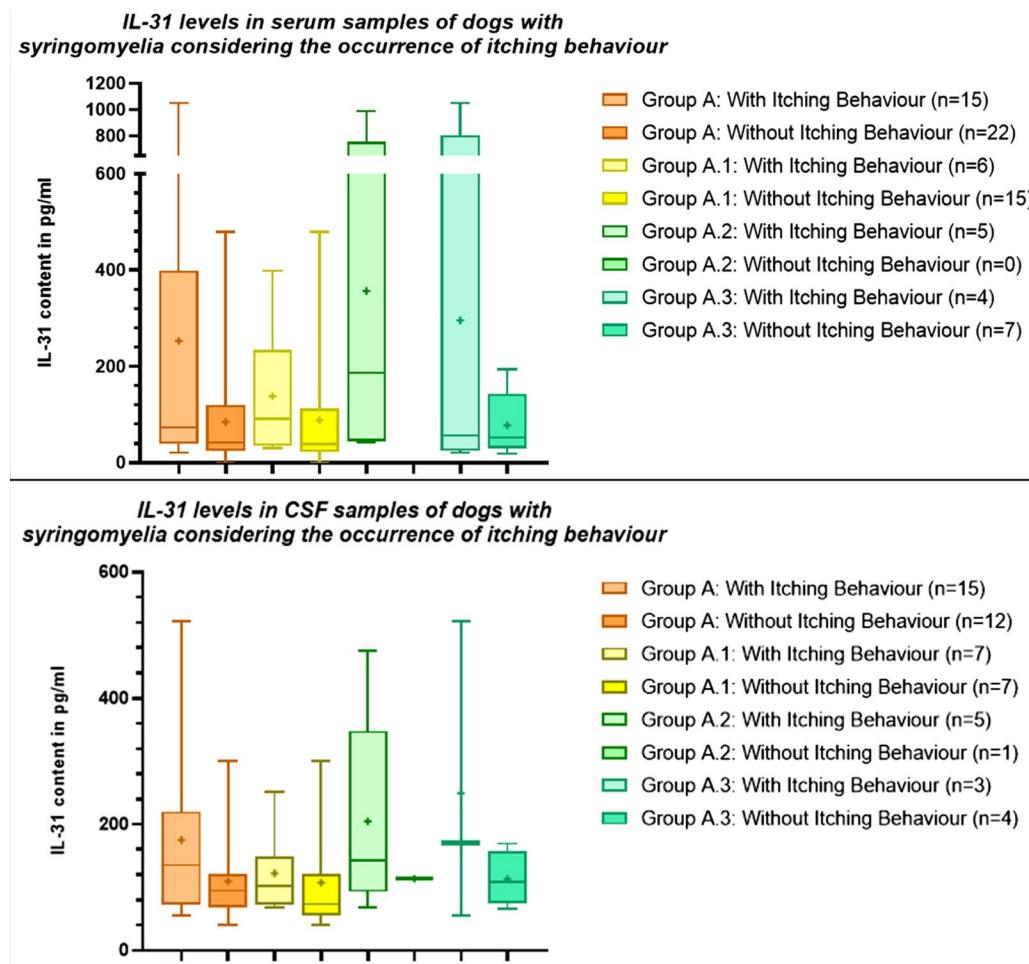 IL-31 levels in serum samples of dogs with
syringomyelia considering the occurrence of itching behaviour
IL-31 content in pg/ml
1200
1000
800
600
400
200
0
Group A: With Itching Behaviour (n=15)
Group A: Without Itching Behaviour (n=22)
Group A.1: With Itching Behaviour (n=6)
Group A.1: Without Itching Behaviour (n=15)
Group A.2: With Itching Behaviour (n=5)
Group A.2: Without Itching Behaviour (n=0)
Group A.3: With Itching Behaviour (n=4)
Group A.3: Without Itching Behaviour (n=7)
IL-31 levels in CSF samples of dogs with
syringomyelia considering the occurrence of itching behaviour
IL-31 content in pg/ml
600
400
200
0
Group A: With Itching Behaviour (n=15)
Group A: Without Itching Behaviour (n=12)
Group A.1: With Itching Behaviour (n=7)
Group A.1: Without Itching Behaviour (n=7)
Group A.2: With Itching Behaviour (n=5)
Group A.2: Without Itching Behaviour (n=1)
Group A.3: With Itching Behaviour (n=3)
Group A.3: Without Itching Behaviour (n=4)